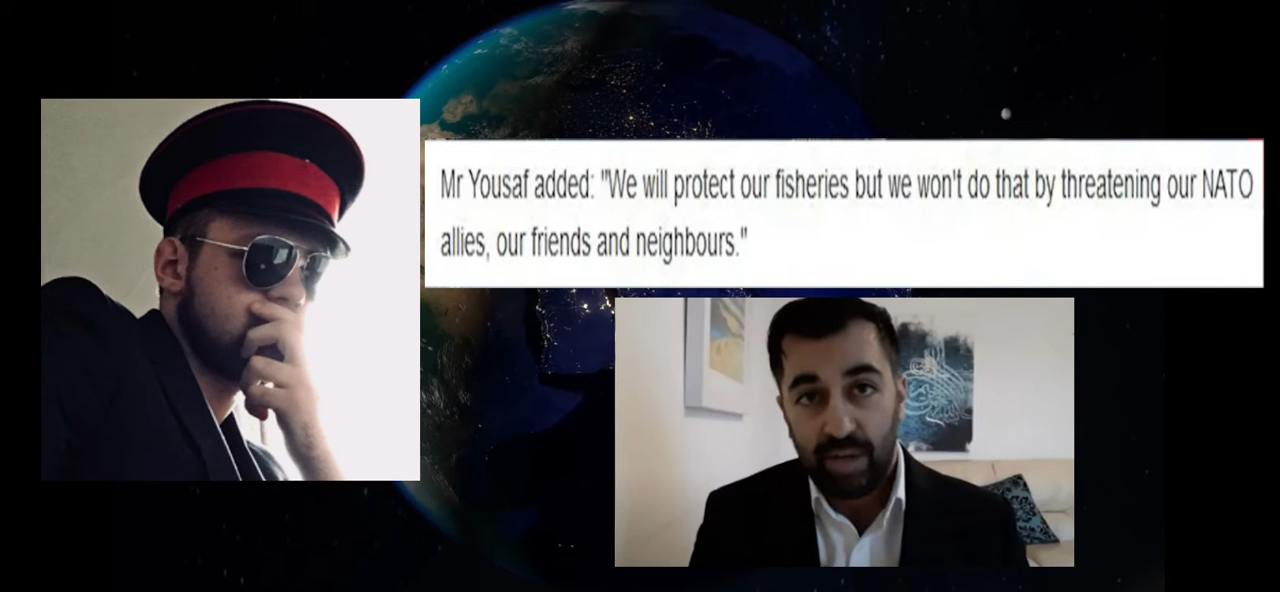 Mr Yousaf added: "We will protect our fisheries but we won't do that by threatening our NATO
allies, our friends and neighbours."